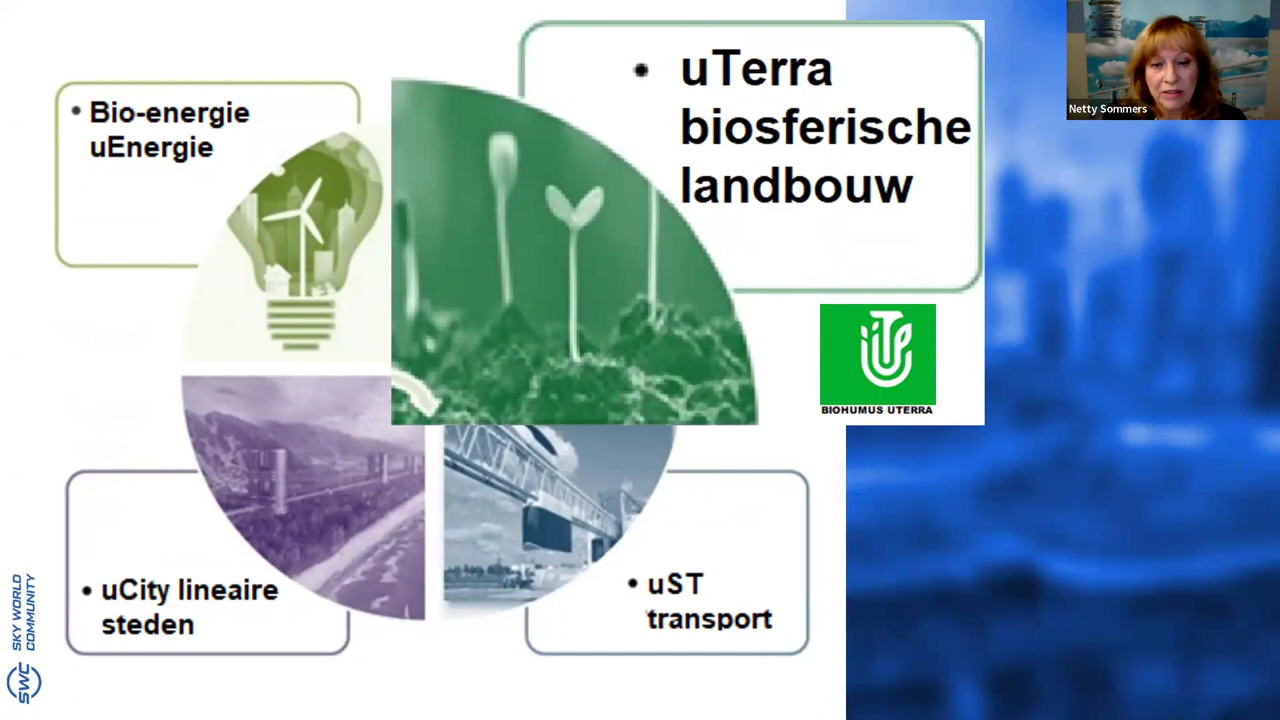 • Bio-energie
uEnergie
• uTerra
biosferische
landbouw
Netty Sommers
BIOHUMUS UTERRA
• uCity lineaire
steden
• uST
transport
SWC SKY WORLD
COMMUNITY